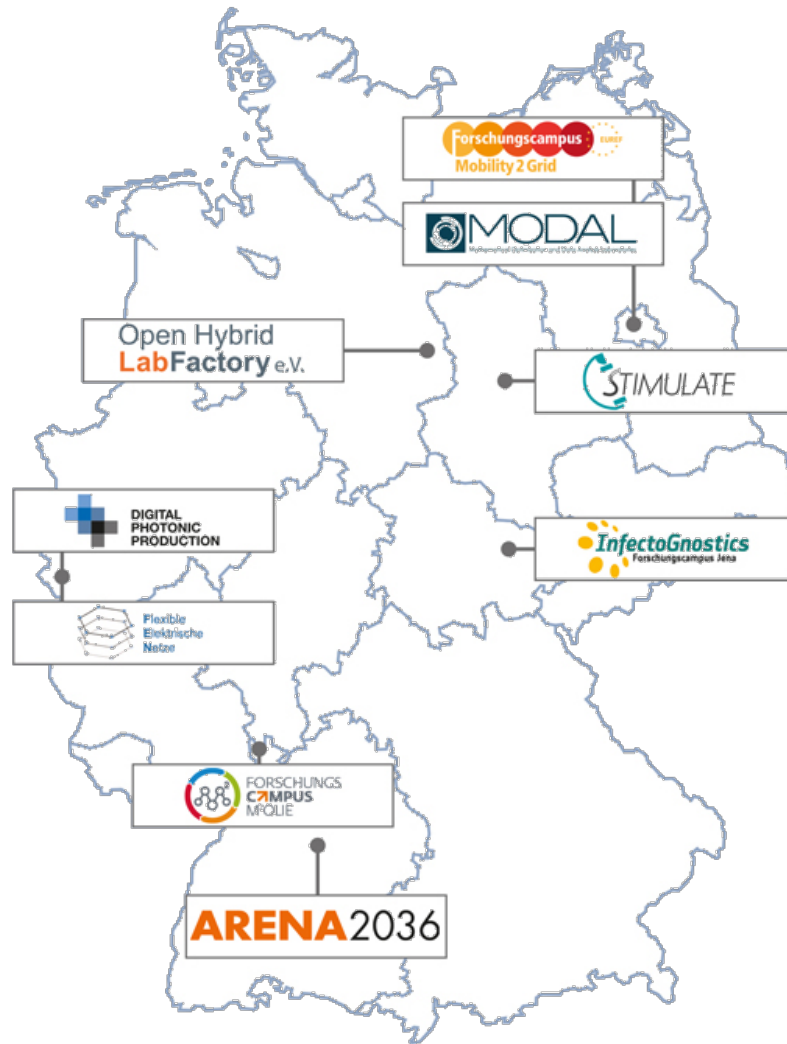 Forschungscampus EUREF
Mobility 2 Grid
MODAL
Open Hybrid
LabFactory e.V.
STIMULATE
DIGITAL
PHOTONIC
PRODUCTION
InfectoGnostics
Forschungscampus Jena
Flexible
Elektrische
Netze
FORSCHUNGS
CAMPUS
M²OLIE
ARENA2036